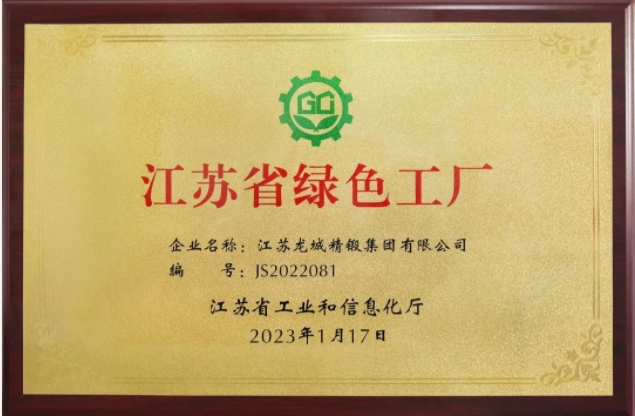 GC
江苏省绿色工厂
企业名称：江苏龙城精锻集团有限公司
编　　号：JS2022081
江苏省工业和信息化厅
2023年1月17日